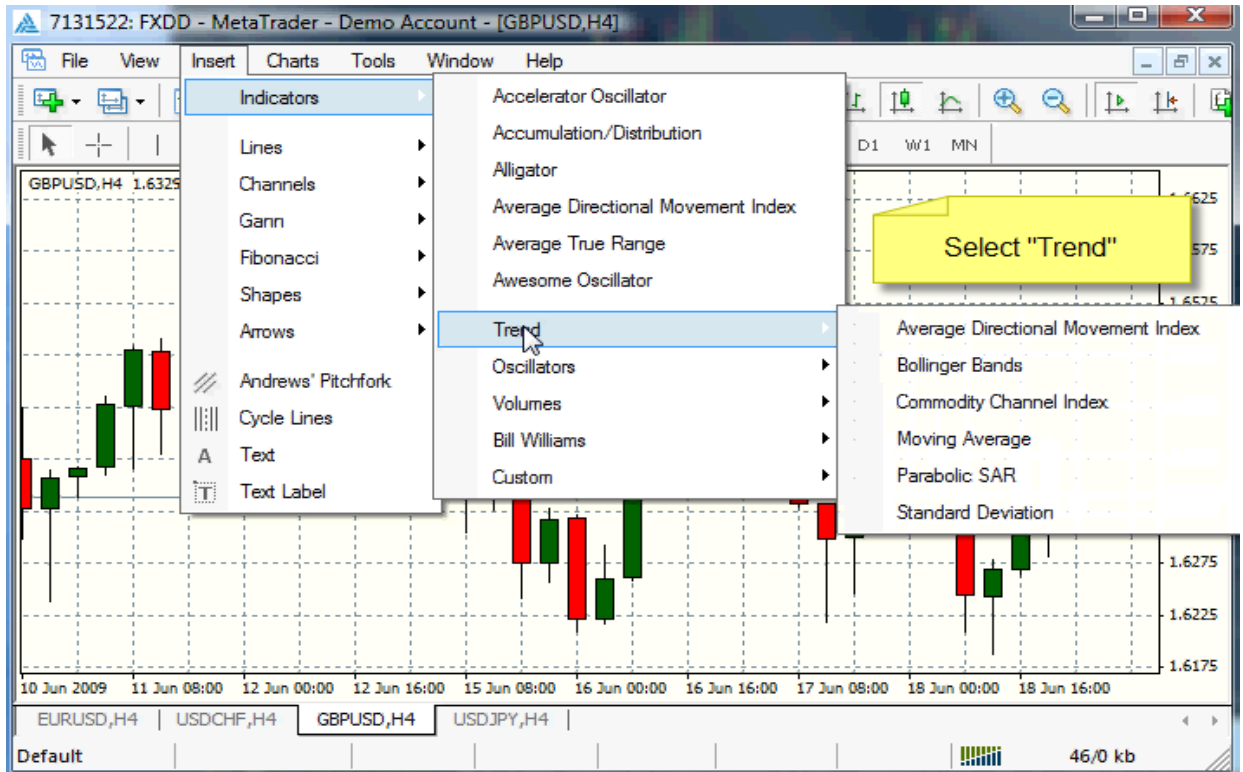 7131522: FXDD - MetaTrader - Demo Account - [GBPUSD,H4]
File View Insert Charts Tools Window Help
D1 W1 MN
GBPUSD,H4 1.6329
Indicators
Lines
Channels
Gann
Fibonacci
Shapes
Arrows
Andrews' Pitchfork
Cycle Lines
A Text
T Text Label
Accelerator Oscillator
Accumulation/Distribution
Alligator
Average Directional Movement Index
Average True Range
Awesome Oscillator
Trend
Oscillators
Volumes
Bill Williams
Custom
Select "Trend"
Average Directional Movement Index
Bollinger Bands
Commodity Channel Index
Moving Average
Parabolic SAR
Standard Deviation
1.6275
1.6225
1.6175
10 Jun 2009 11 Jun 08:00 12 Jun 00:00 12 Jun 16:00 15 Jun 08:00 16 Jun 00:00 16 Jun 16:00 17 Jun 08:00 18 Jun 00:00 18 Jun 16:00
EURUSD,H4 USDCHF,H4 GBPUSD,H4 USDJPY,H4
Default
46/0 kb